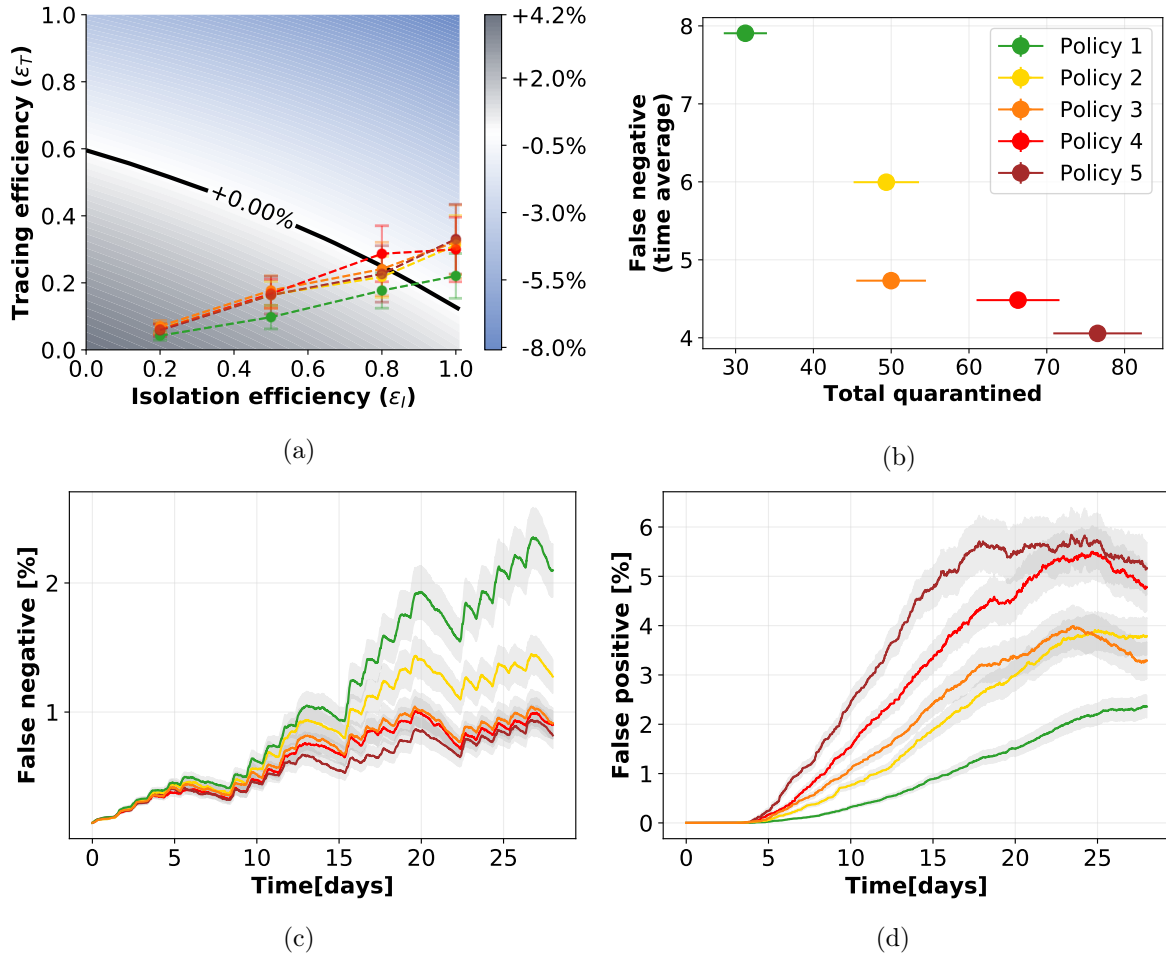 1.0
0.8
0.6
0.4
0.2
0.0
Tracing efficiency (ε_T)
+0.00%
0.0 0.2 0.4 0.6 0.8 1.0
Isolation efficiency (ε_I)
+4.2%
+2.0%
-0.5%
-3.0%
-5.5%
-8.0%
(a)
8
7
6
5
4
False negative
(time average)
Policy 1
Policy 2
Policy 3
Policy 4
Policy 5
30 40 50 60 70 80
Total quarantined
(b)
2
1
False negative [%]
0 5 10 15 20 25
Time[days]
(c)
6
5
4
3
2
1
0
False positive [%]
0 5 10 15 20 25
Time[days]
(d)